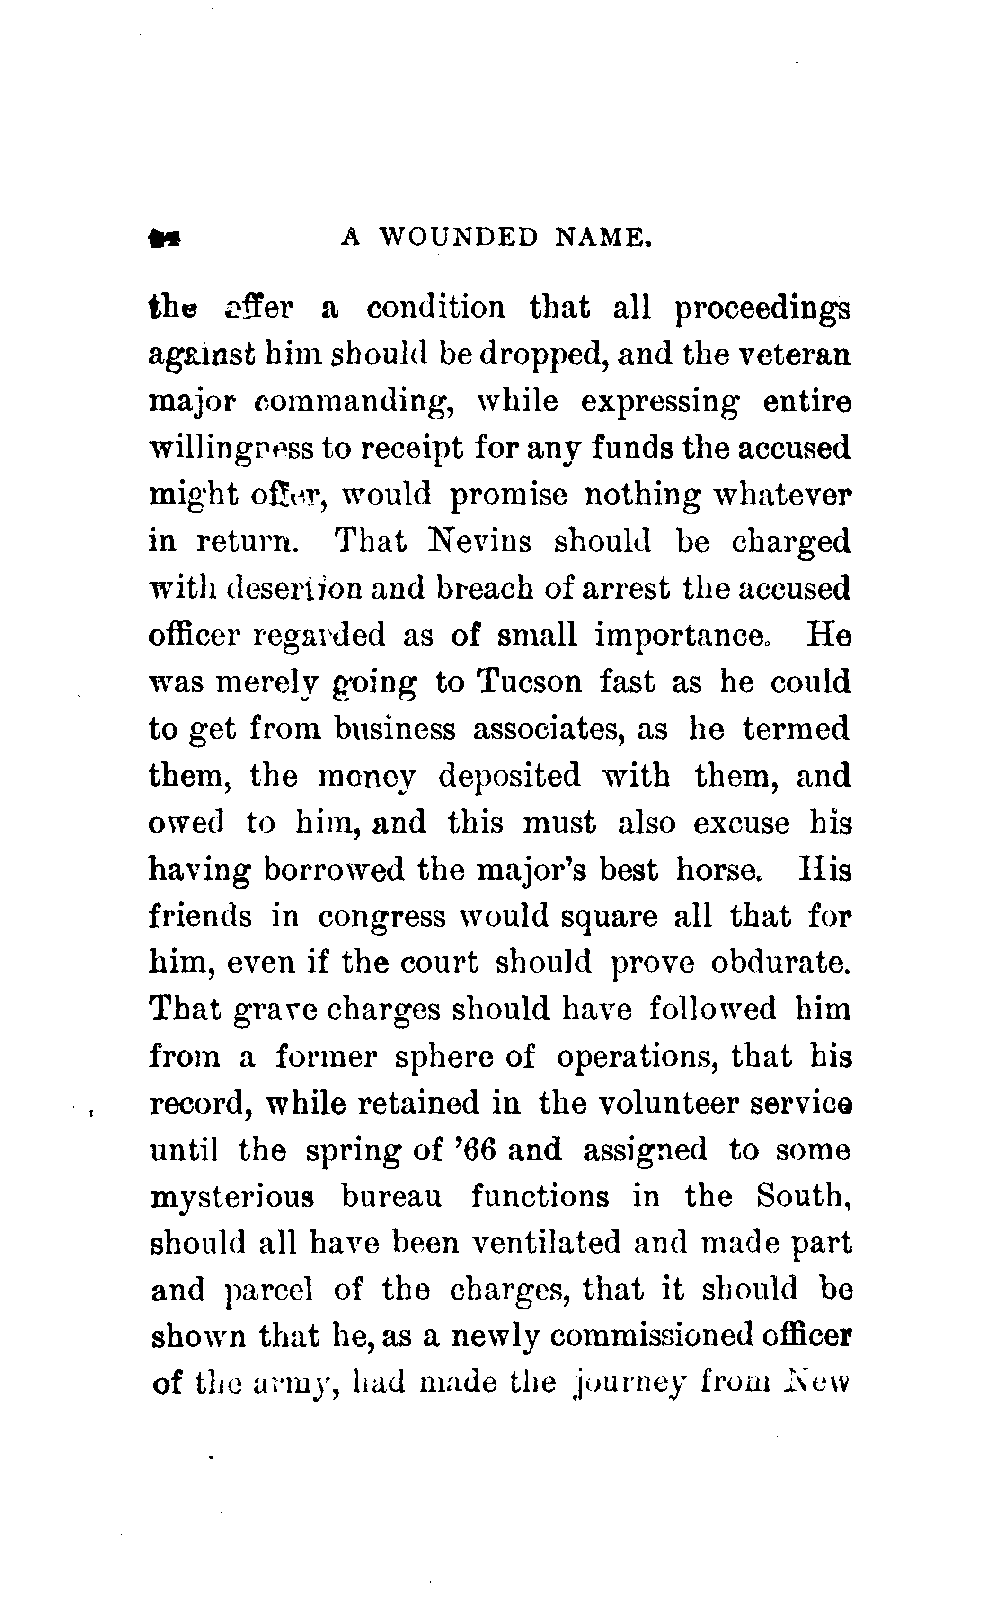 A WOUNDED NAME.
the offer a condition that all proceedings
against him should be dropped, and the veteran
major commanding, while expressing entire
willingness to receipt for any funds the accused
might offer, would promise nothing whatever
in return. That Nevins should be charged
with desertion and breach of arrest the accused
officer regarded as of small importance. He
was merely going to Tucson fast as he could
to get from business associates, as he termed
them, the money deposited with them, and
owed to him, and this must also excuse his
having borrowed the major's best horse. His
friends in congress would square all that for
him, even if the court should prove obdurate.
That grave charges should have followed him
from a former sphere of operations, that his
record, while retained in the volunteer service
until the spring of '66 and assigned to some
mysterious bureau functions in the South,
should all have been ventilated and made part
and parcel of the charges, that it should be
shown that he, as a newly commissioned officer
of the army, had made the journey from New